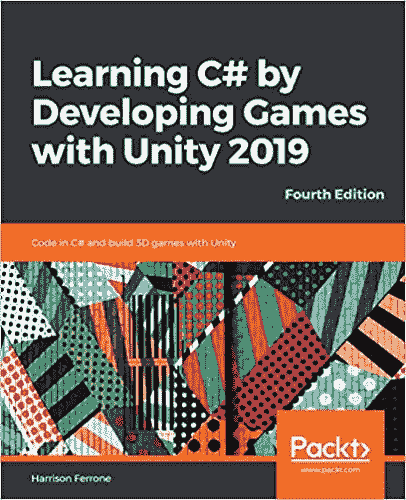 Learning C# by
Developing Games
with Unity 2019
Fourth Edition
Code in C# and build 3D games with Unity
Packt>
www.packt.com
Harrison Ferrone